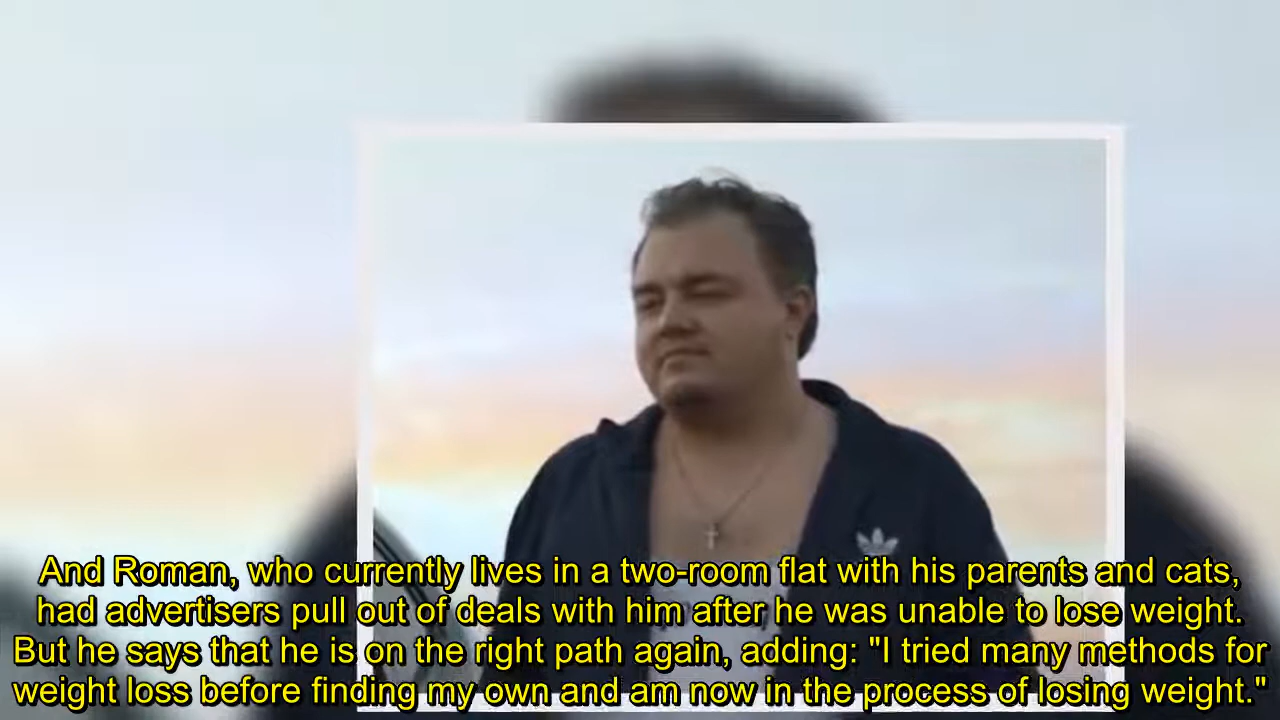 And Roman, who currently lives in a two-room flat with his parents and cats,
had advertisers pull out of deals with him after he was unable to lose weight.
But he says that he is on the right path again, adding: "I tried many methods for
weight loss before finding my own and am now in the process of losing weight."